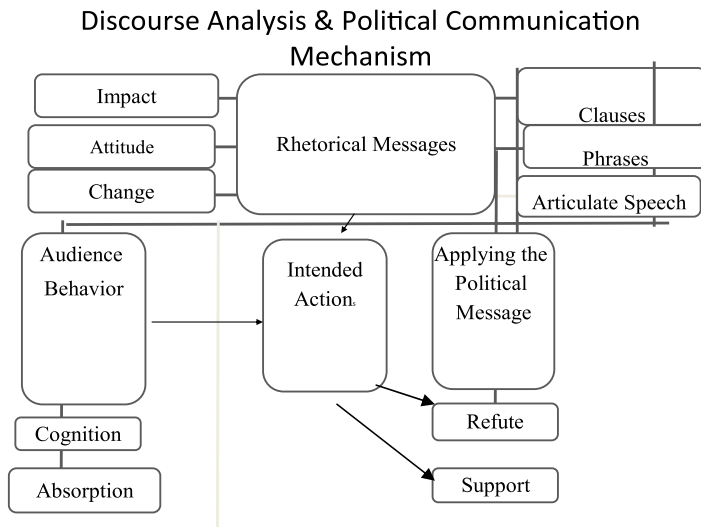 Discourse Analysis & Political Communication
Mechanism
Impact
Attitude
Change
Rhetorical Messages
Clauses
Phrases
Articulate Speech
Audience
Behavior
Intended
Actions
Applying the
Political
Message
Cognition
Absorption
Refute
Support